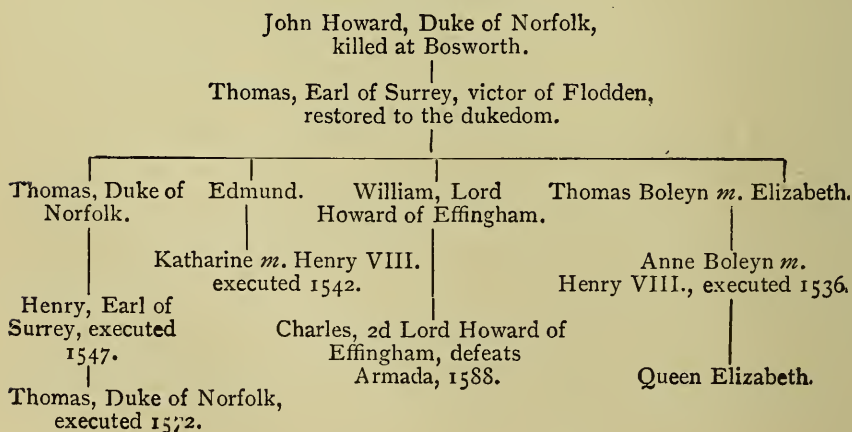 John Howard, Duke of Norfolk,
killed at Bosworth.
Thomas, Earl of Surrey, victor of Flodden,
restored to the dukedom.
Thomas, Duke of
Norfolk.
Edmund.
William, Lord
Howard of Effingham.
Thomas Boleyn m. Elizabeth.
Katharine m. Henry VIII.
executed 1542.
Anne Boleyn m.
Henry VIII., executed 1536.
Henry, Earl of
Surrey, executed
1547.
Charles, 2d Lord Howard of
Effingham, defeats
Armada, 1588.
Queen Elizabeth.
Thomas, Duke of Norfolk,
executed 1572.